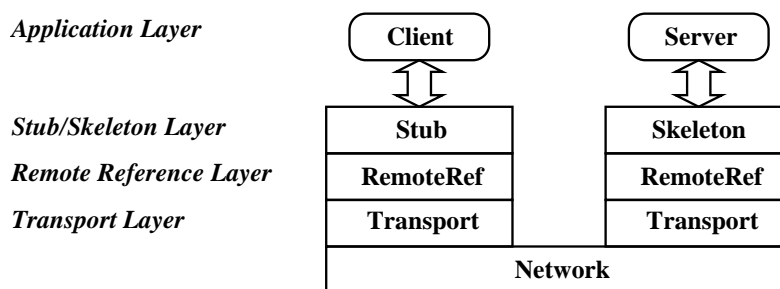 Application Layer Client Server
Stub/Skeleton Layer Stub Skeleton
Remote Reference Layer RemoteRef RemoteRef
Transport Layer Transport Transport
Network